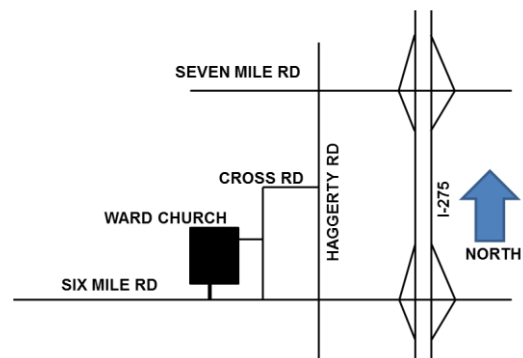 SEVEN MILE RD
CROSS RD
HAGGERTY RD
I-275
WARD CHURCH
NORTH
SIX MILE RD